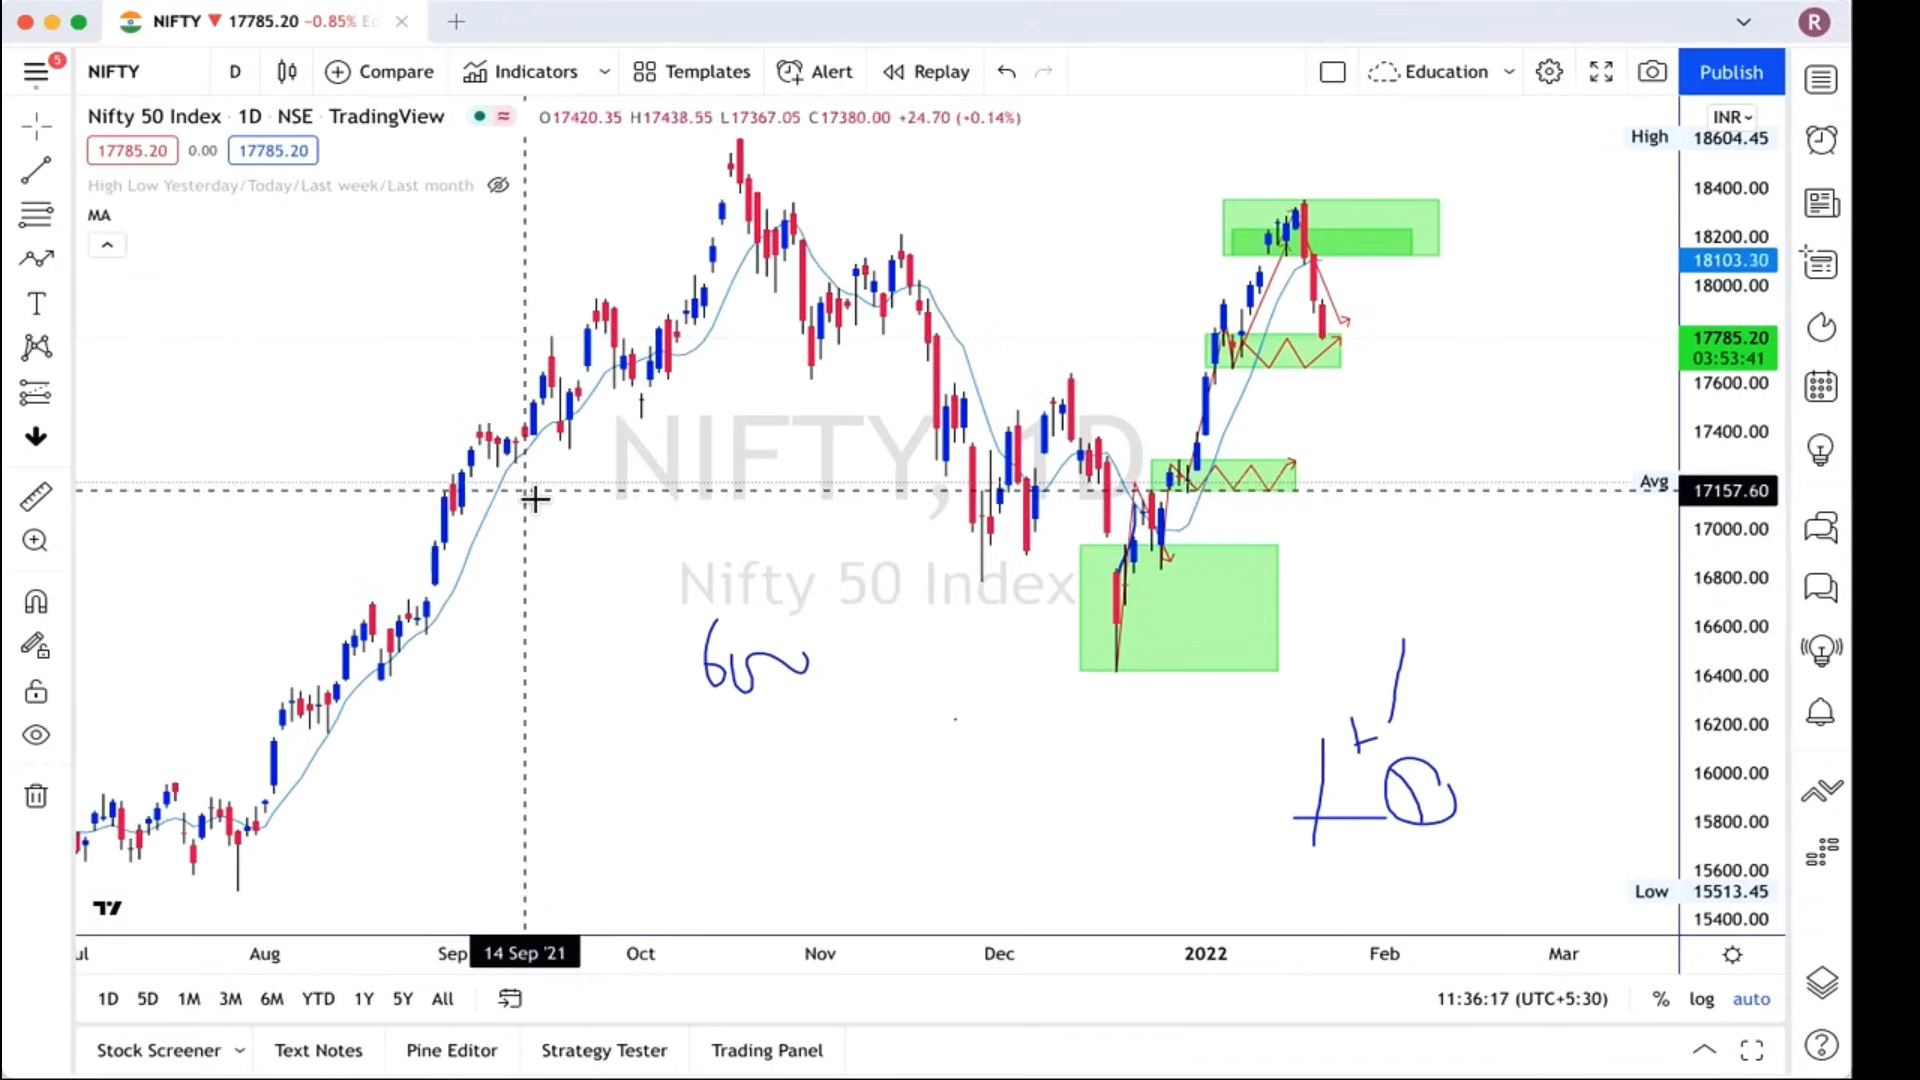 NIFTY ▼ 17785.20 −0.85%
R
5
NIFTY D Compare Indicators Templates Alert Replay Education Publish
Nifty 50 Index · 1D · NSE · TradingView
O17420.35 H17438.55 L17367.05 C17380.00 +24.70 (+0.14%)
17785.20 0.00 17785.20
High Low Yesterday/Today/Last week/Last month
MA
INR
High 18604.45
18400.00
18200.00
18103.30
18000.00
17785.20
03:53:41
17600.00
17400.00
Avg 17157.60
17000.00
16800.00
16600.00
16400.00
16200.00
16000.00
15800.00
15600.00
Low 15513.45
15400.00
NIFTY, 1D
Nifty 50 Index
ul Aug Sep 14 Sep '21 Oct Nov Dec 2022 Feb Mar
1D 5D 1M 3M 6M YTD 1Y 5Y All
11:36:17 (UTC+5:30) % log auto
Stock Screener Text Notes Pine Editor Strategy Tester Trading Panel